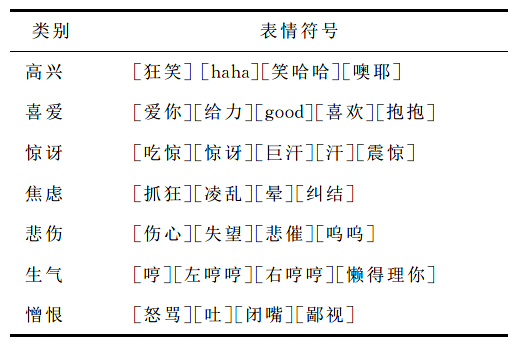 类别 表情符号
高兴 [狂笑] [haha][笑哈哈][噢耶]
喜爱 [爱你][给力][good][喜欢][抱抱]
惊讶 [吃惊][惊讶][巨汗][汗][震惊]
焦虑 [抓狂][凌乱][晕][纠结]
悲伤 [伤心][失望][悲催][呜呜]
生气 [哼][左哼哼][右哼哼][懒得理你]
憎恨 [怒骂][吐][闭嘴][鄙视]